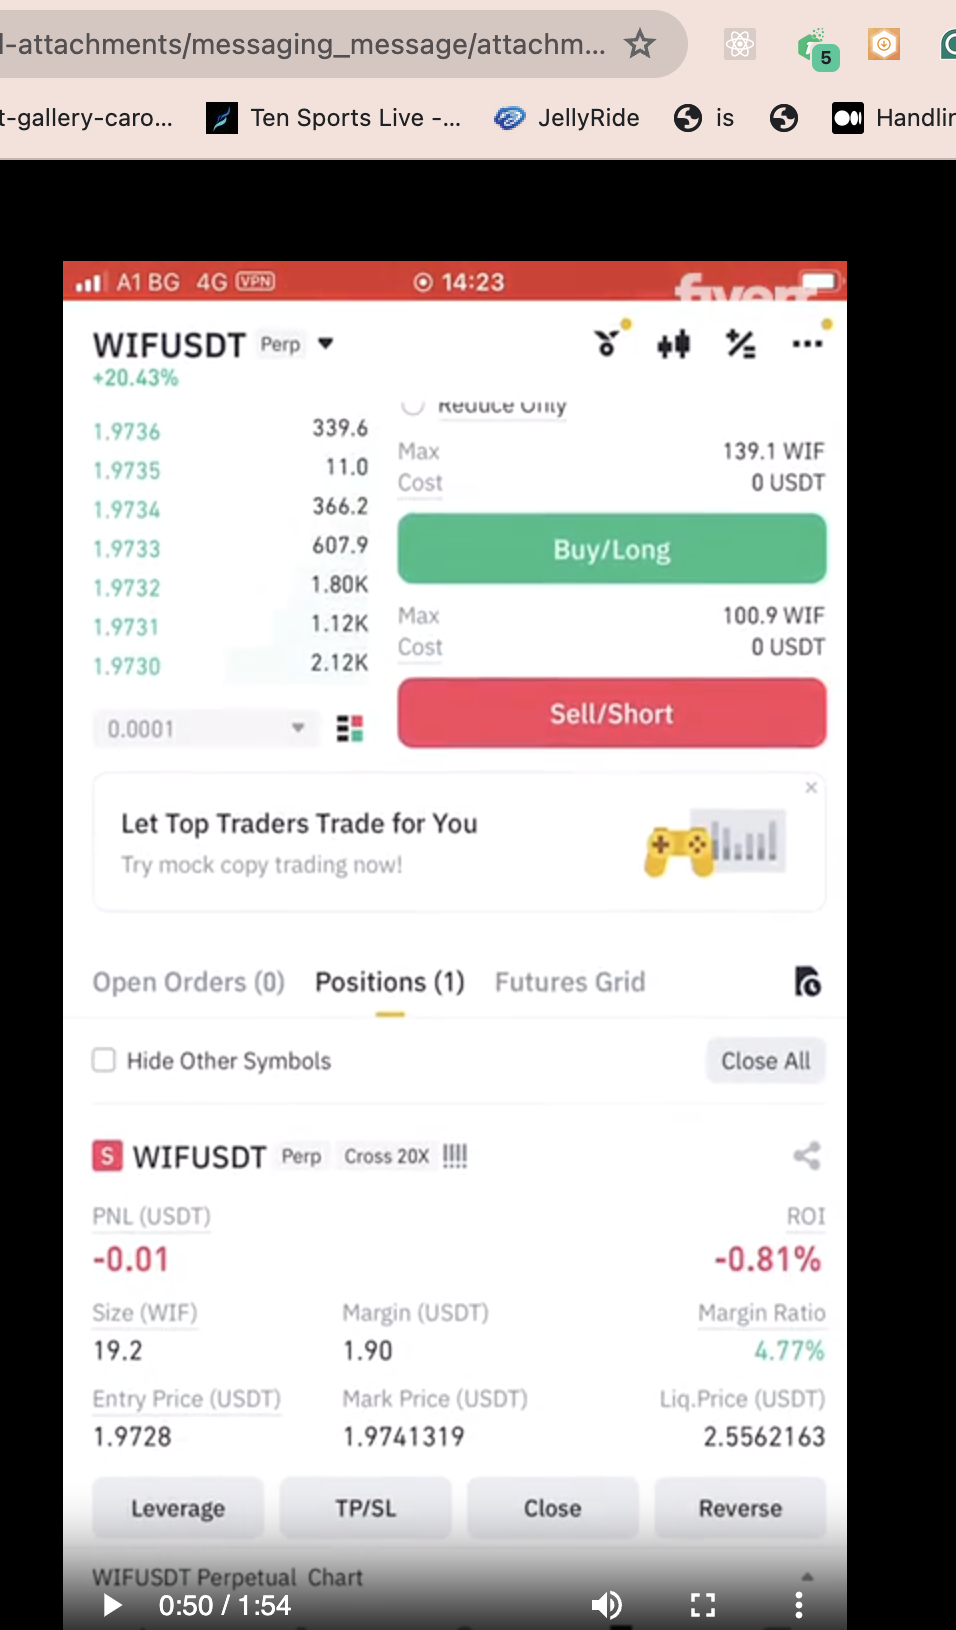 l-attachments/messaging_message/attachm...
5
t-gallery-caro...
Ten Sports Live -...
JellyRide
is
Handlin
A1 BG 4G VPN
14:23
fiverr
WIFUSDT Perp
+20.43%
Reduce Only
1.9736 339.6
Max 139.1 WIF
1.9735 11.0
Cost 0 USDT
1.9734 366.2
1.9733 607.9
Buy/Long
1.9732 1.80K
1.9731 1.12K
Max 100.9 WIF
1.9730 2.12K
Cost 0 USDT
0.0001
Sell/Short
Let Top Traders Trade for You
Try mock copy trading now!
Open Orders (0) Positions (1) Futures Grid
Hide Other Symbols
Close All
S WIFUSDT Perp Cross 20X !!!!
PNL (USDT) ROI
-0.01 -0.81%
Size (WIF) Margin (USDT) Margin Ratio
19.2 1.90 4.77%
Entry Price (USDT) Mark Price (USDT) Liq.Price (USDT)
1.9728 1.9741319 2.5562163
Leverage TP/SL Close Reverse
WIFUSDT Perpetual Chart
0:50 / 1:54